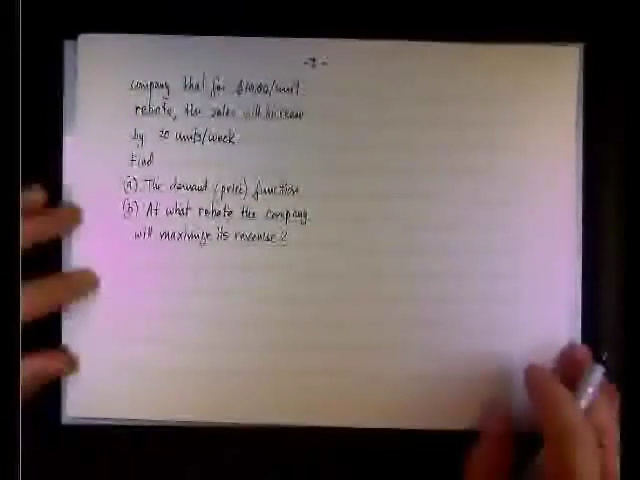 -2-
company that for $10.00/unit
rebate, the sales will increase
by 20 units/week
Find
(a) The demand (price) function
(b) At what rebate the company
will maximize its revenue?